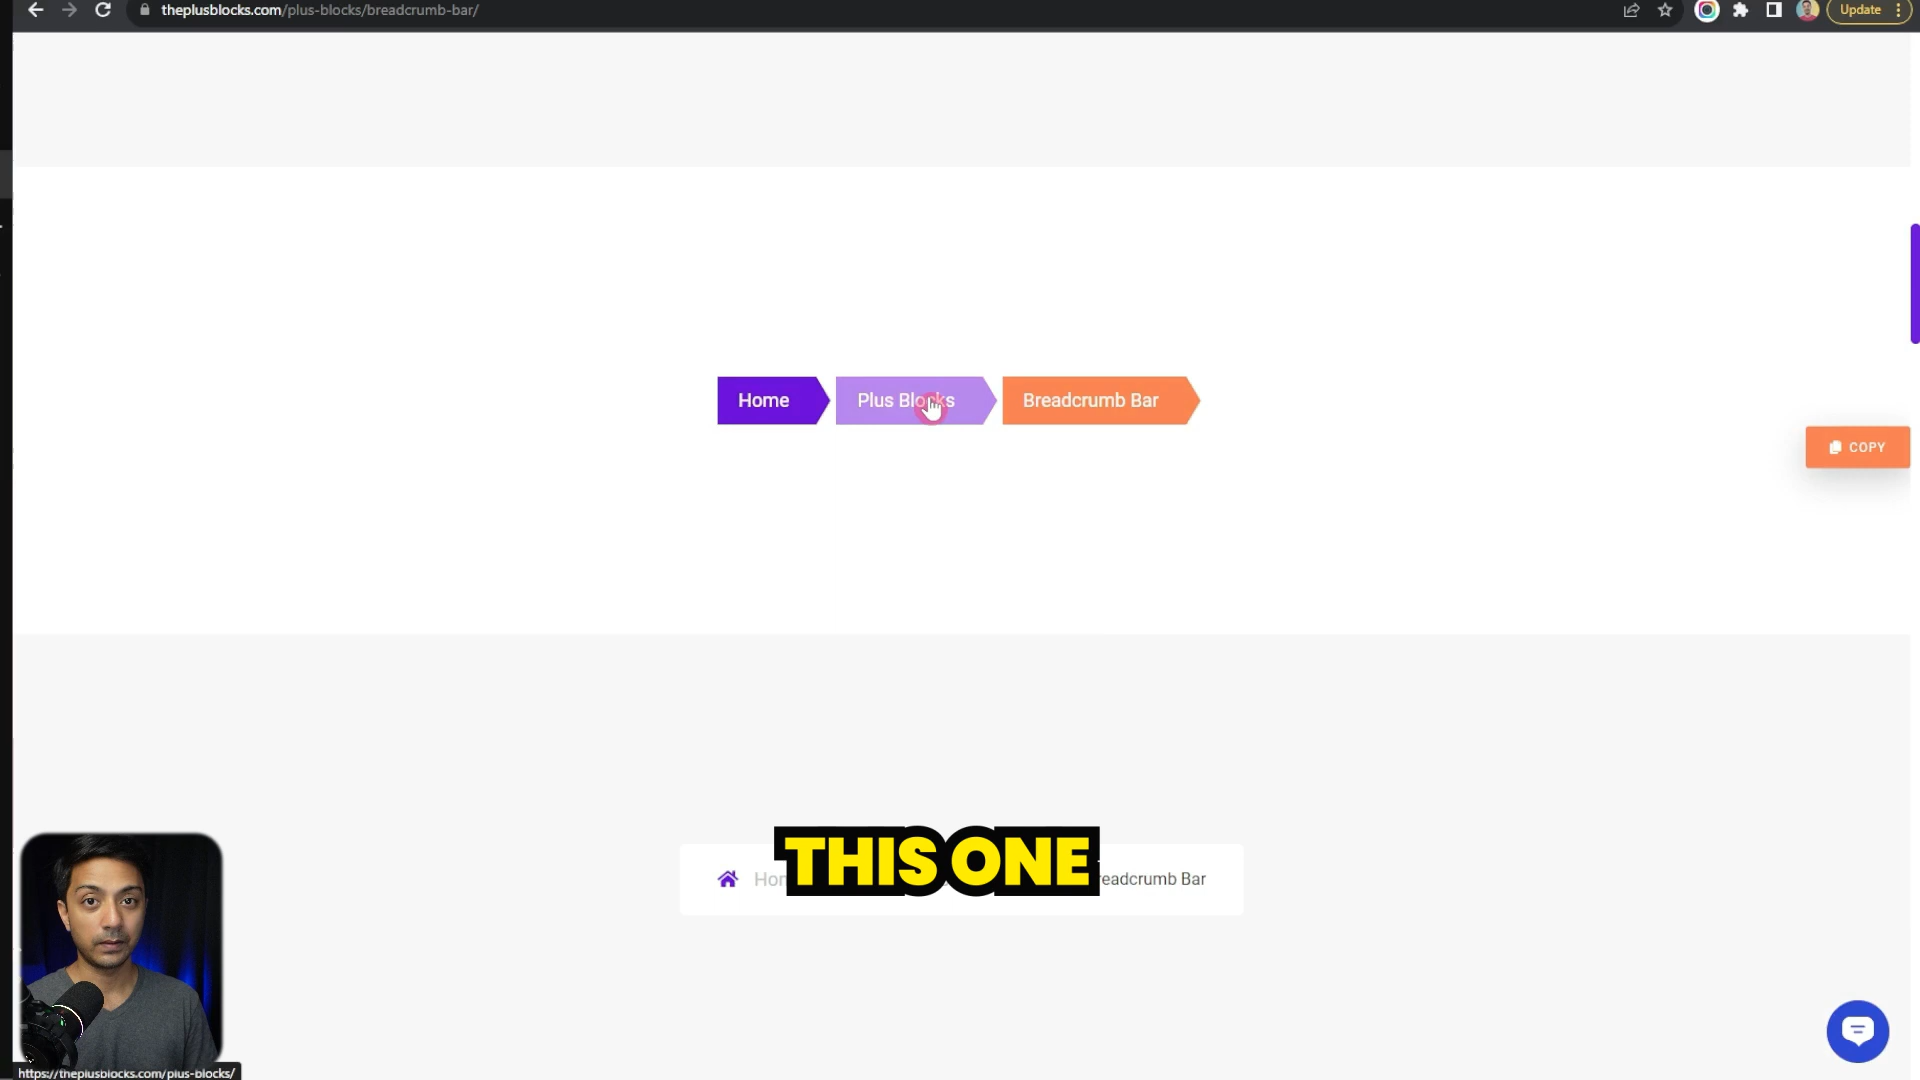 theplusblocks.com/plus-blocks/breadcrumb-bar/
Update
Home
Plus Blocks
Breadcrumb Bar
COPY
THIS ONE
Breadcrumb Bar
https://theplusblocks.com/plus-blocks/